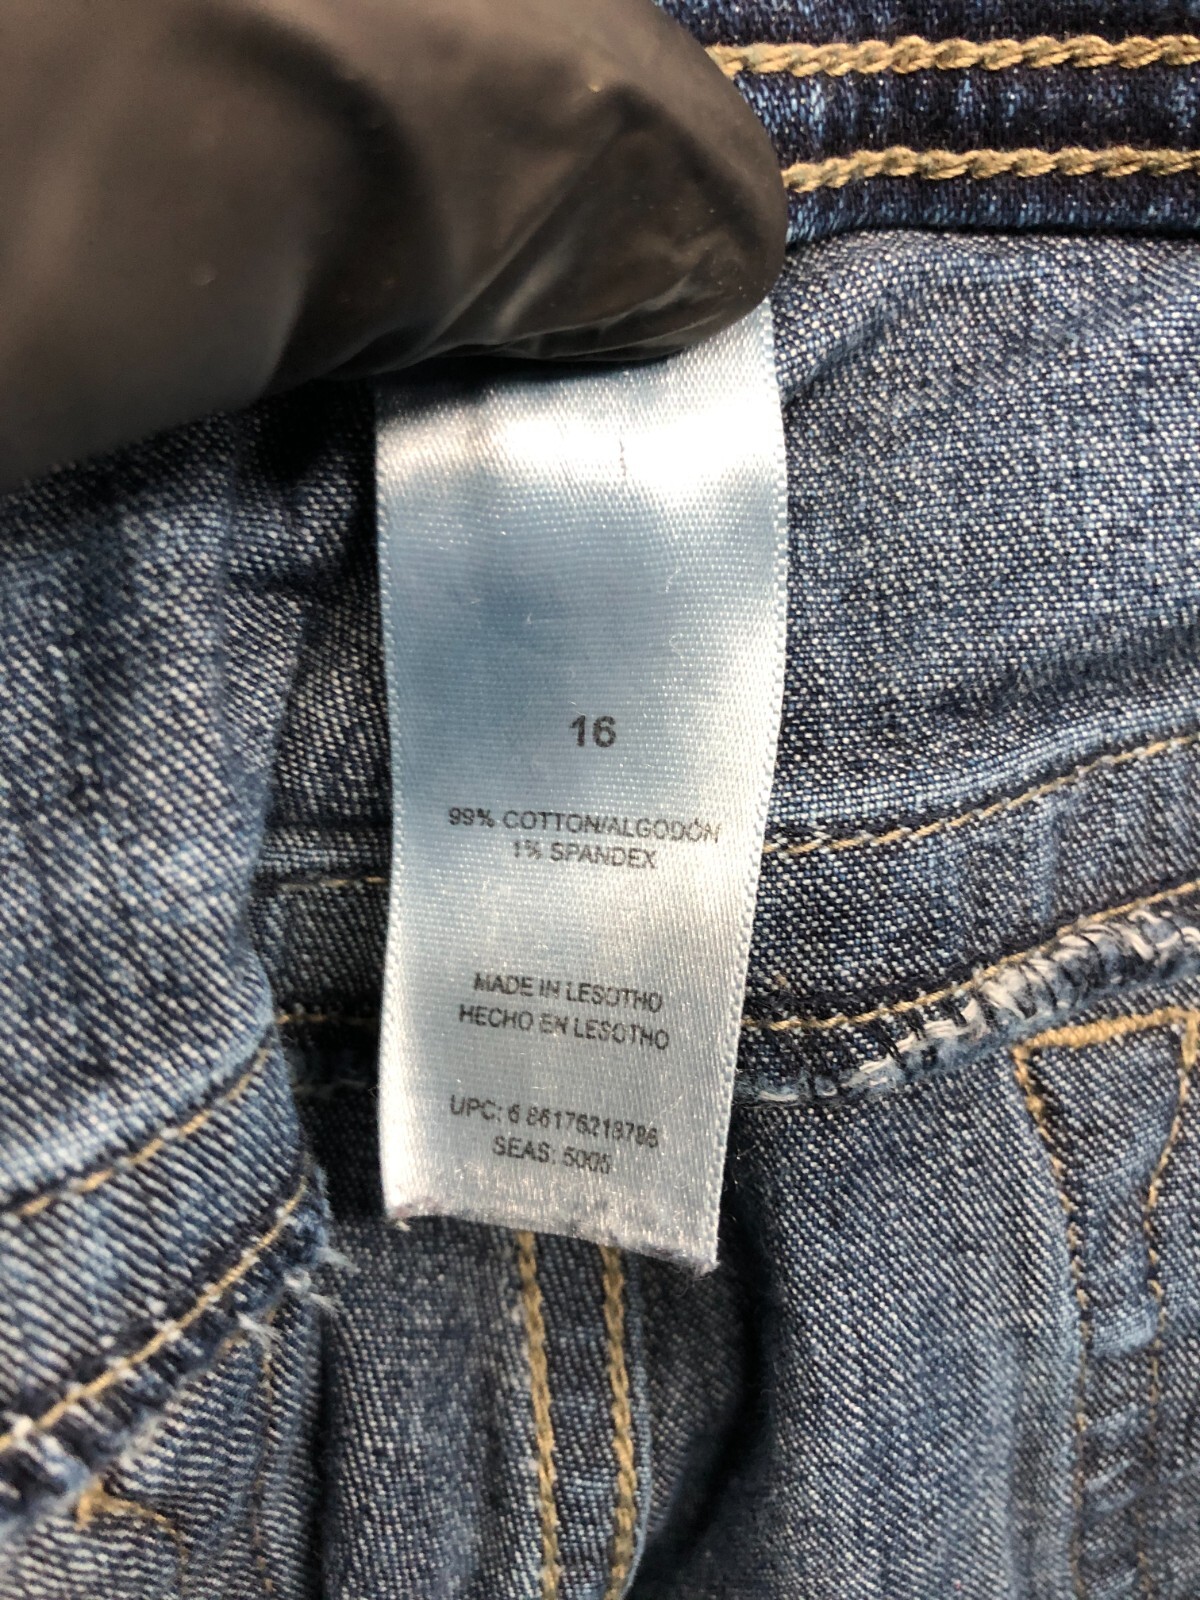 16
99% COTTON/ALGODÓN
1% SPANDEX
MADE IN LESOTHO
HECHO EN LESOTHO
UPC: 6 86176218786
SEAS: 5005